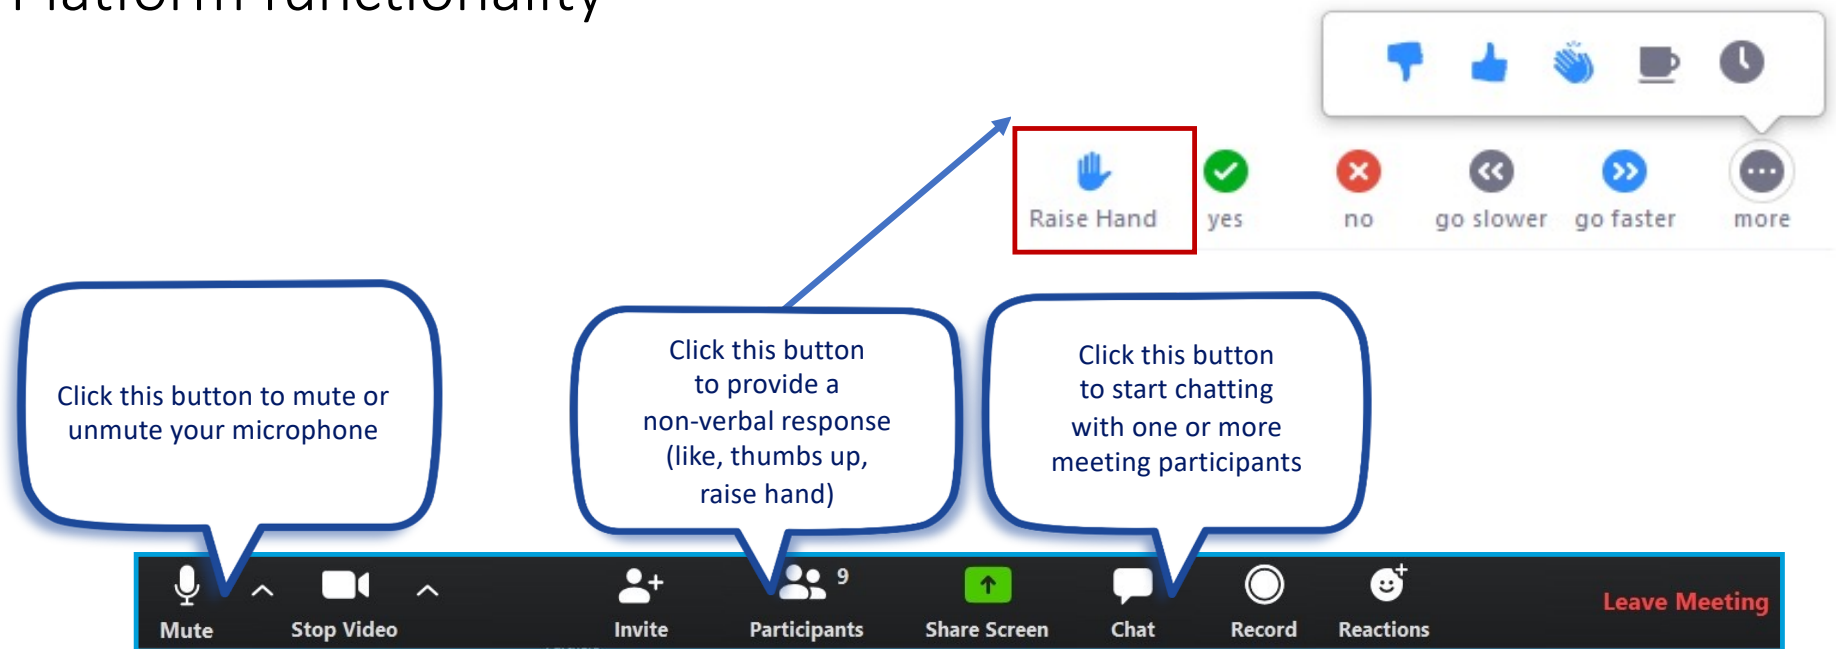 Platform functionality
Raise Hand
yes
no
go slower
go faster
more
Click this button to mute or
unmute your microphone
Click this button
to provide a
non-verbal response
(like, thumbs up,
raise hand)
Click this button
to start chatting
with one or more
meeting participants
9
Mute
Stop Video
Invite
Participants
Share Screen
Chat
Record
Reactions
Leave Meeting